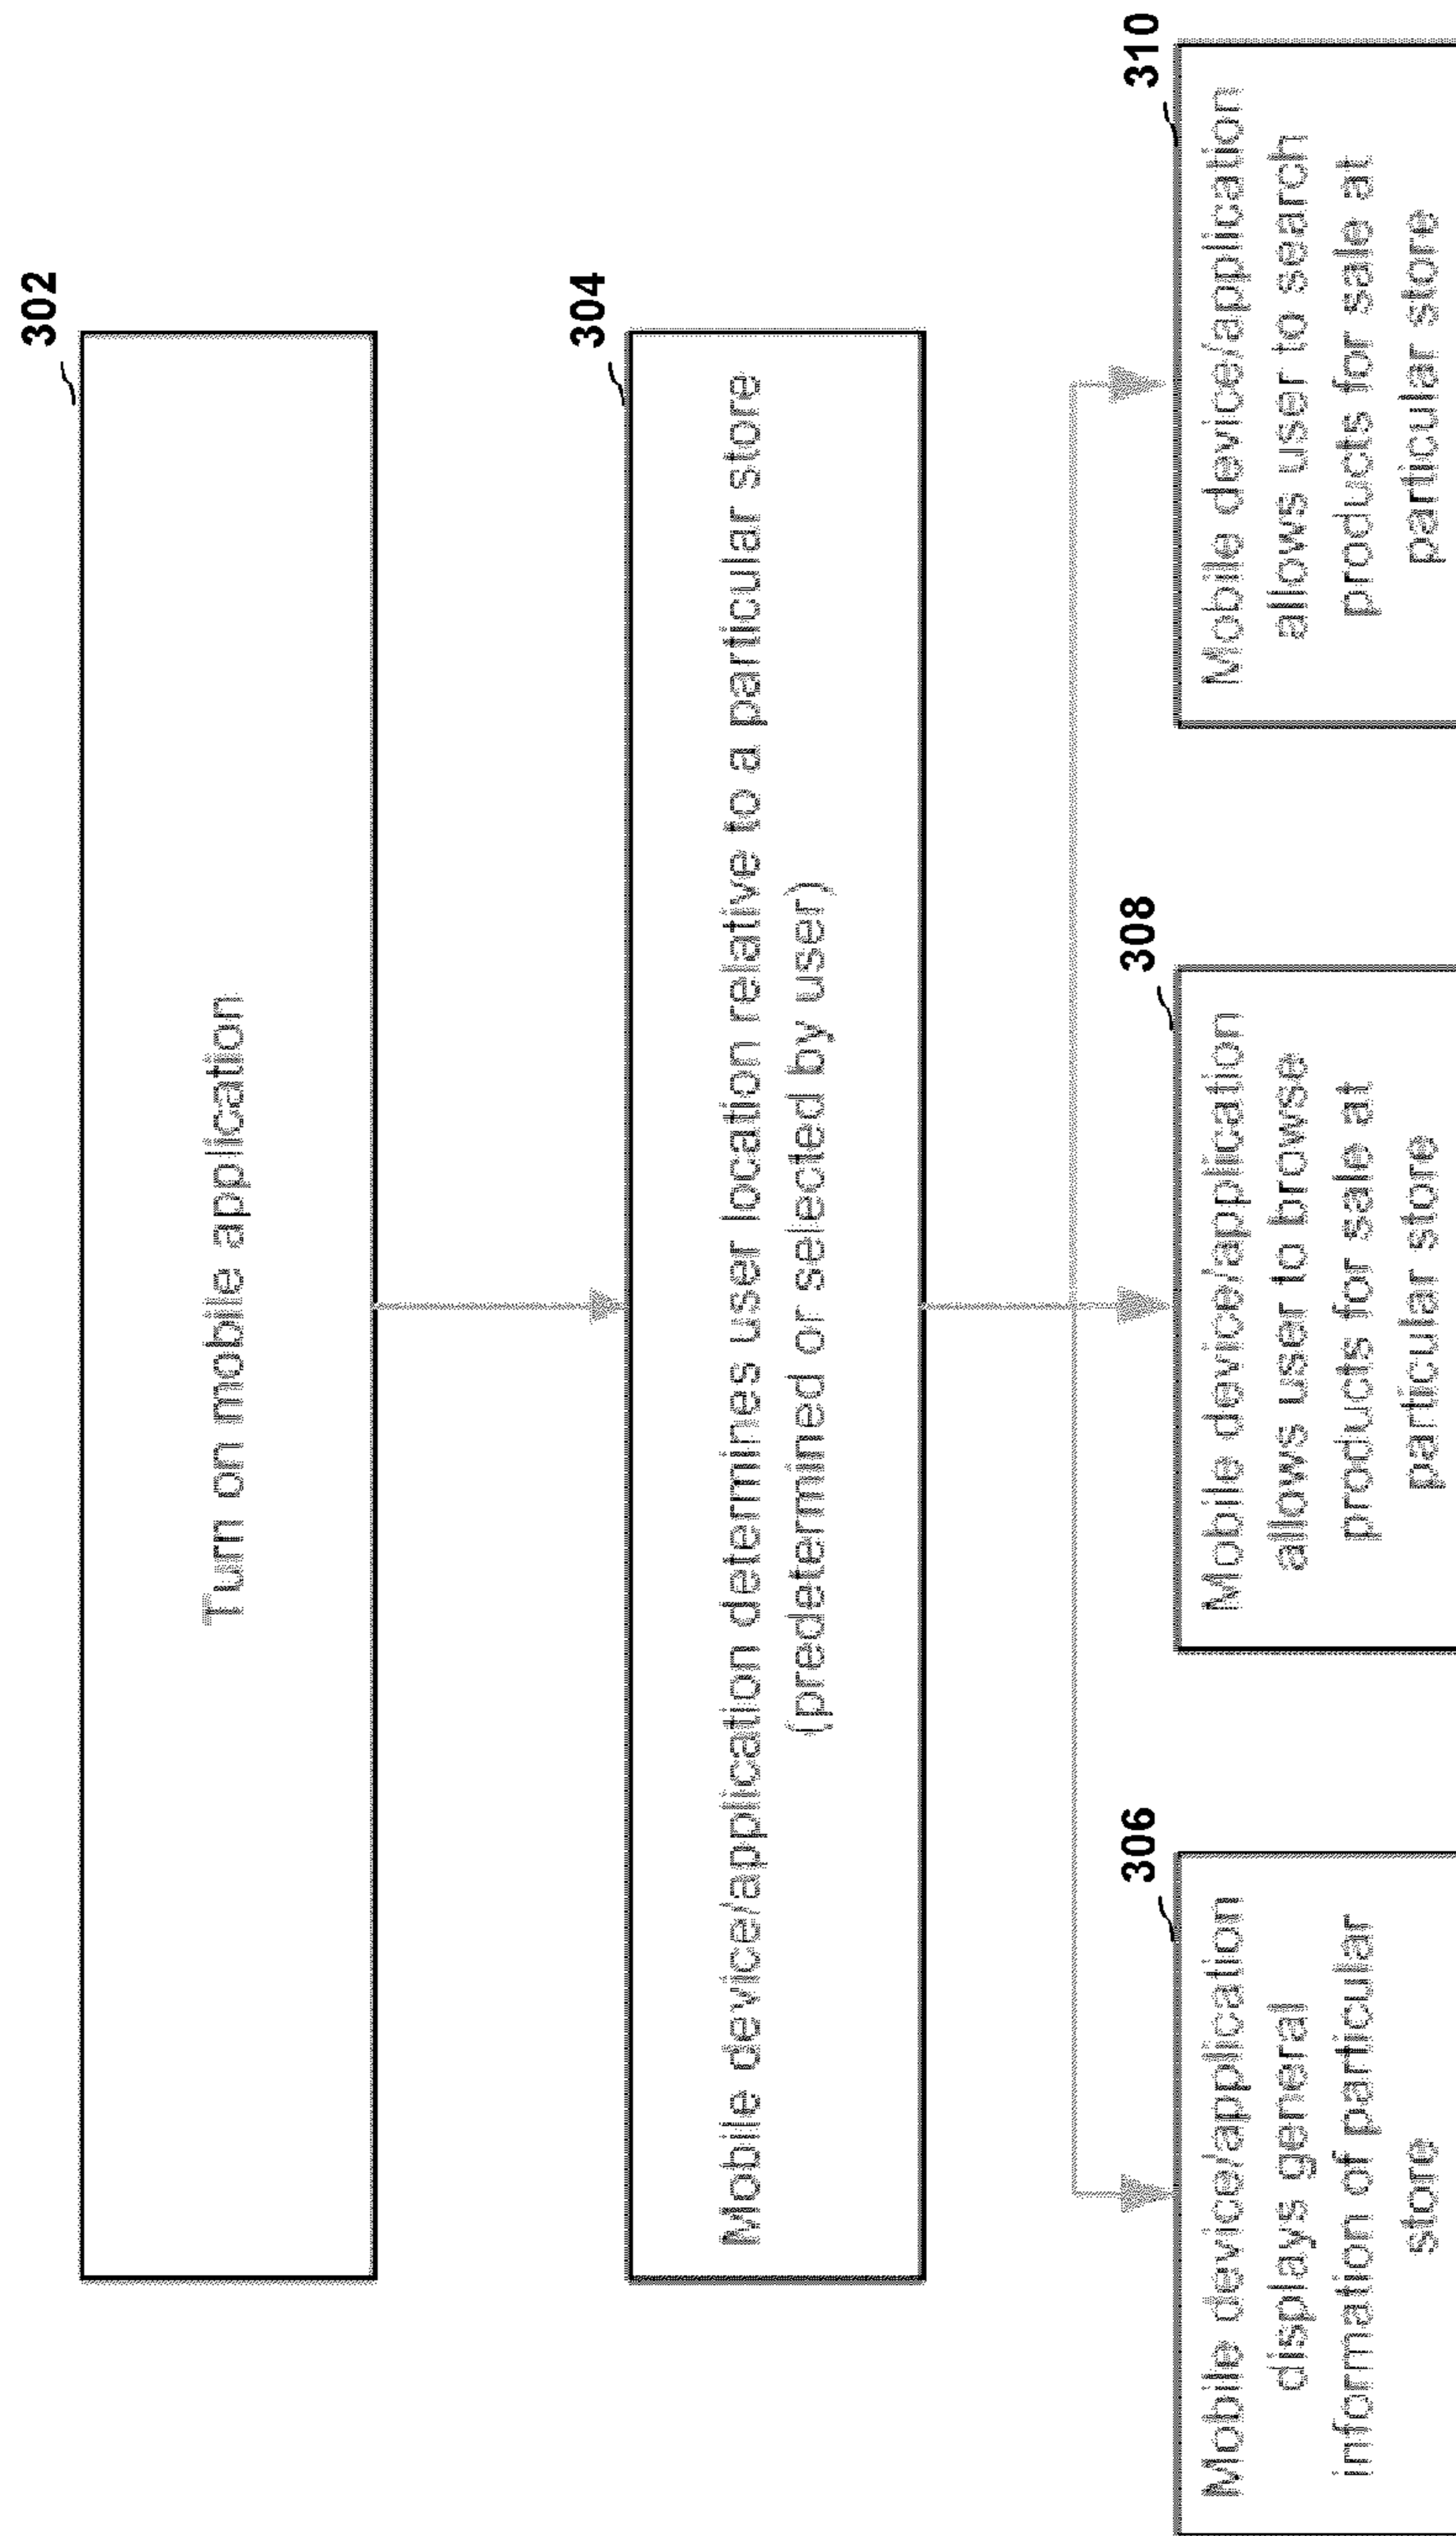 302
Turn on mobile application
304
Mobile device/application determines user location relative to a particular store
(predetermined or selected by user)
306
Mobile device/application
displays general
information of particular
store
308
Mobile device/application
allows user to browse
products for sale at
particular store
310
Mobile device/application
allows user to search
products for sale at
particular store